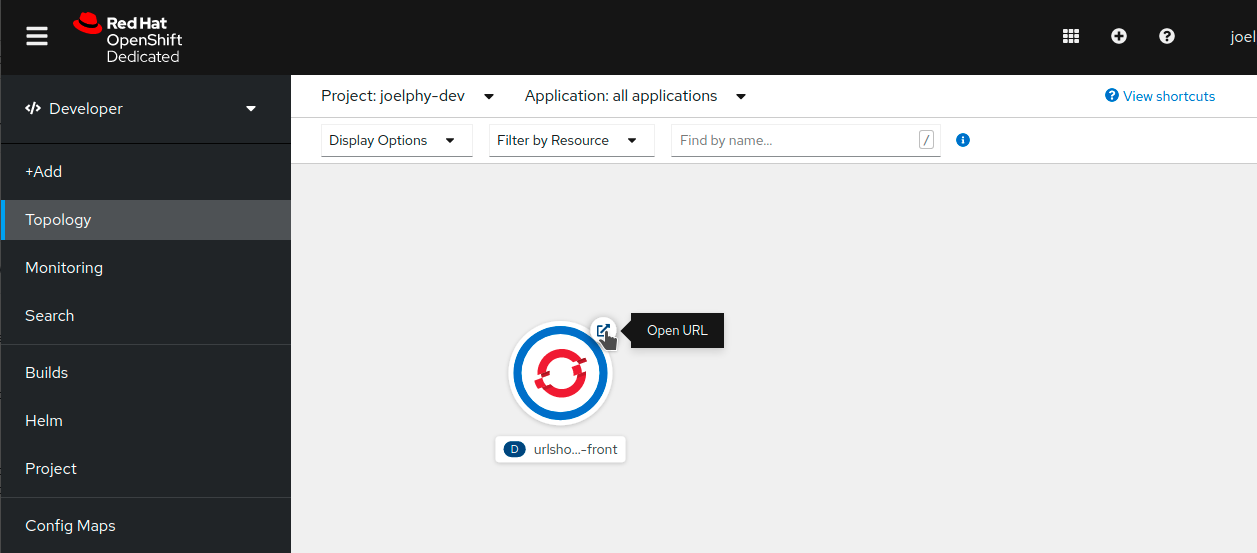 Red Hat
OpenShift
Dedicated
joel
Developer
Project: joelphy-dev
Application: all applications
View shortcuts
Display Options
Filter by Resource
Find by name...
/
+Add
Topology
Monitoring
Search
Builds
Helm
Project
Config Maps
Open URL
D urlsho...-front